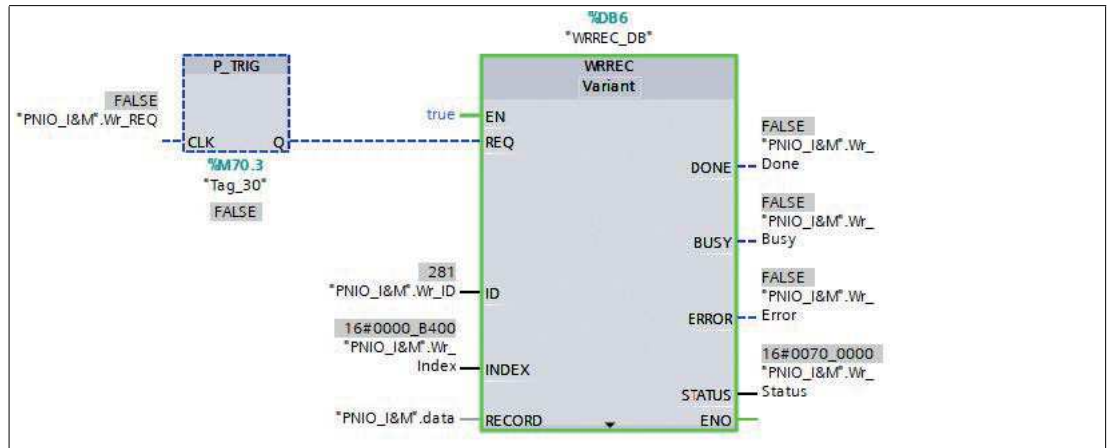 %DB6
"WRREC_DB"
P_TRIG
WRREC
Variant
FALSE
"PNIO_I&M".Wr_REQ
CLK
Q
%M70.3
"Tag_30"
FALSE
true
EN
REQ
FALSE
"PNIO_I&M".Wr_
Done
DONE
FALSE
"PNIO_I&M".Wr_
Busy
BUSY
281
"PNIO_I&M".Wr_ID
ID
FALSE
"PNIO_I&M".Wr_
Error
ERROR
16#0000_B400
"PNIO_I&M".Wr_
Index
INDEX
16#0070_0000
"PNIO_I&M".Wr_
Status
STATUS
"PNIO_I&M".data
RECORD
ENO